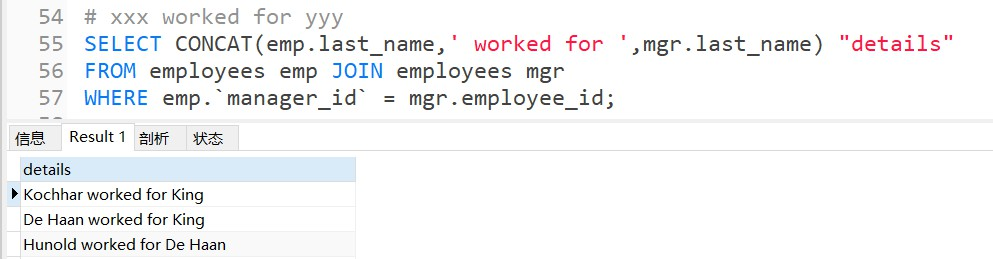 54 # xxx worked for yyy
55 SELECT CONCAT(emp.last_name,' worked for ',mgr.last_name) "details"
56 FROM employees emp JOIN employees mgr
57 WHERE emp.`manager_id` = mgr.employee_id;
信息 Result 1 剖析 状态
details
Kochhar worked for King
De Haan worked for King
Hunold worked for De Haan